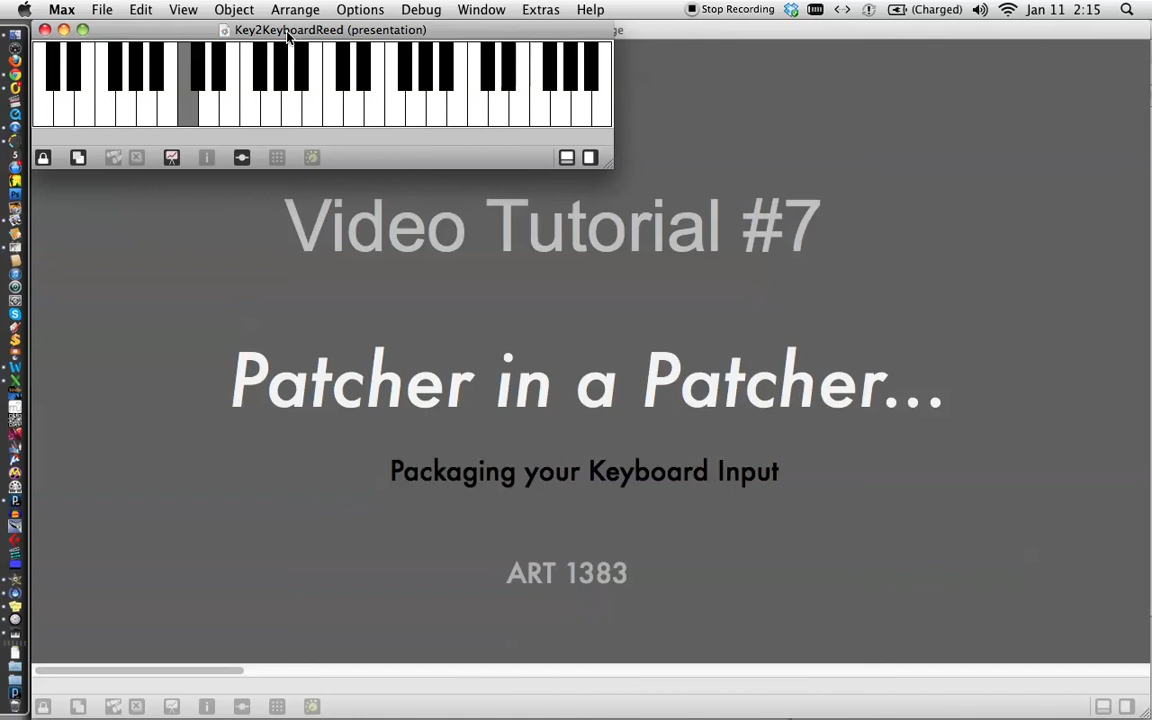 Max File Edit View Object Arrange Options Debug Window Extras Help Stop Recording (Charged) Jan 11 2:15
Key2KeyboardReed (presentation)
Video Tutorial #7
Patcher in a Patcher...
Packaging your Keyboard Input
ART 1383